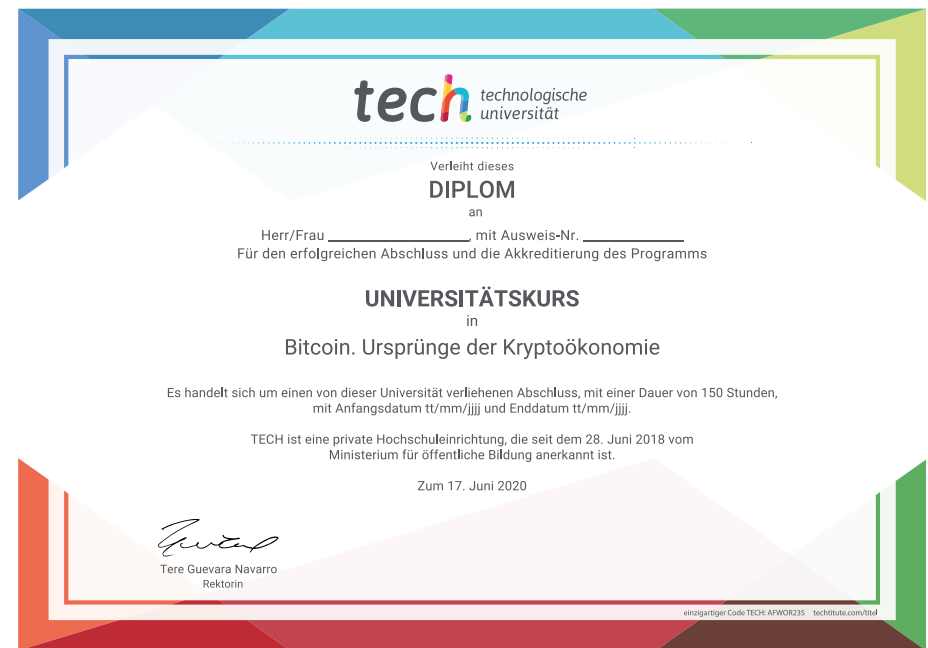 tech technologische
universität
Verleiht dieses
DIPLOM
an
Herr/Frau ____________________, mit Ausweis-Nr. ______________
Für den erfolgreichen Abschluss und die Akkreditierung des Programms
UNIVERSITÄTSKURS
in
Bitcoin. Ursprünge der Kryptoökonomie
Es handelt sich um einen von dieser Universität verliehenen Abschluss, mit einer Dauer von 150 Stunden,
mit Anfangsdatum tt/mm/jjjj und Enddatum tt/mm/jjjj.
TECH ist eine private Hochschuleinrichtung, die seit dem 28. Juni 2018 vom
Ministerium für öffentliche Bildung anerkannt ist.
Zum 17. Juni 2020
Tere Guevara Navarro
Rektorin
einzigartiger Code TECH: AFWOR23S techtitute.com/titel